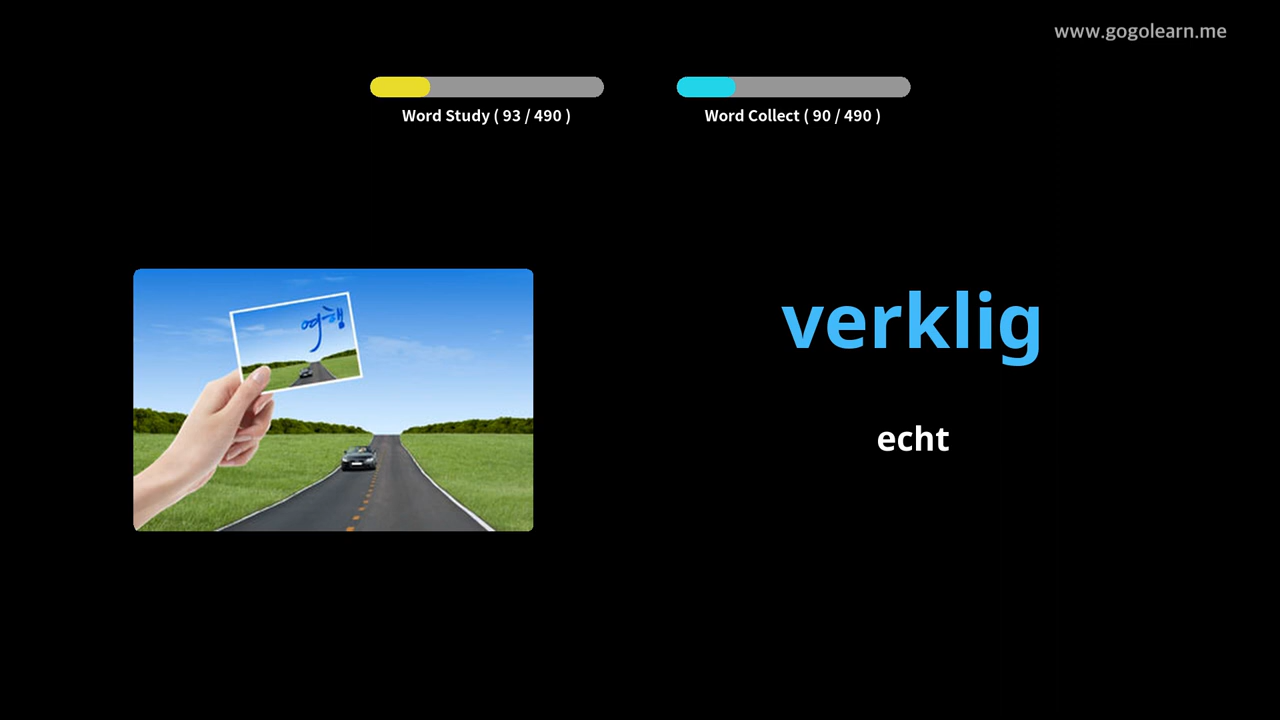 www.gogolearn.me
Word Study ( 93 / 490 )
Word Collect ( 90 / 490 )
여행
verklig
echt